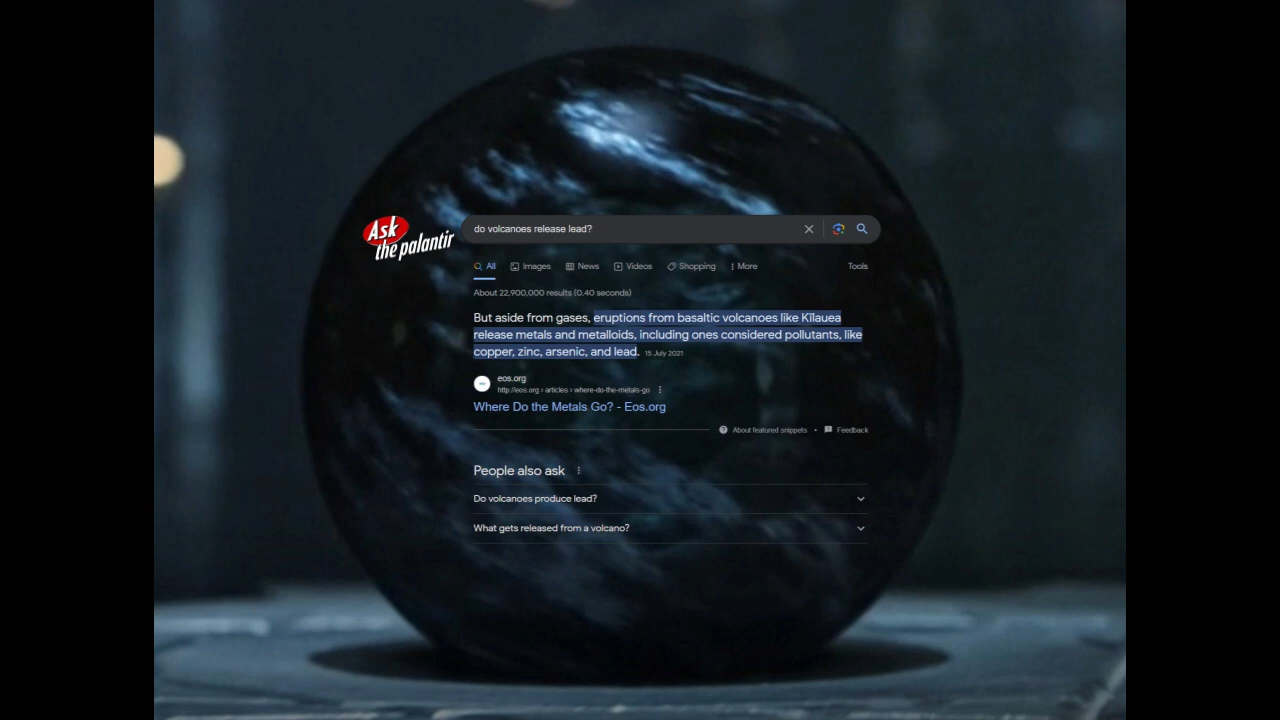 Ask
the palantir
do volcanoes release lead?
All Images News Videos Shopping More Tools
About 22,900,000 results (0.40 seconds)
But aside from gases, eruptions from basaltic volcanoes like Kīlauea
release metals and metalloids, including ones considered pollutants, like
copper, zinc, arsenic, and lead. 15 July 2021
eos.org
http://eos.org › articles › where-do-the-metals-go
Where Do the Metals Go? - Eos.org
About featured snippets • Feedback
People also ask
Do volcanoes produce lead?
What gets released from a volcano?